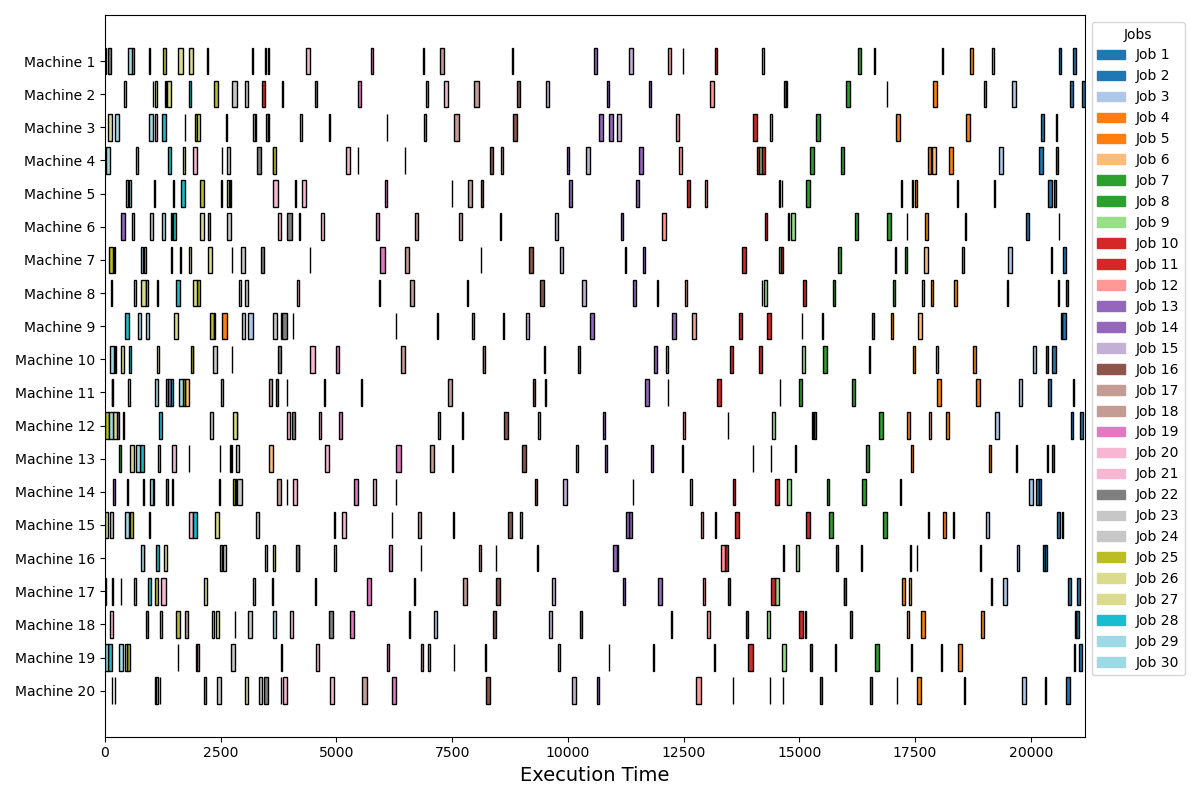 Machine 1
Machine 2
Machine 3
Machine 4
Machine 5
Machine 6
Machine 7
Machine 8
Machine 9
Machine 10
Machine 11
Machine 12
Machine 13
Machine 14
Machine 15
Machine 16
Machine 17
Machine 18
Machine 19
Machine 20
0 2500 5000 7500 10000 12500 15000 17500 20000
Execution Time
Jobs
Job 1
Job 2
Job 3
Job 4
Job 5
Job 6
Job 7
Job 8
Job 9
Job 10
Job 11
Job 12
Job 13
Job 14
Job 15
Job 16
Job 17
Job 18
Job 19
Job 20
Job 21
Job 22
Job 23
Job 24
Job 25
Job 26
Job 27
Job 28
Job 29
Job 30